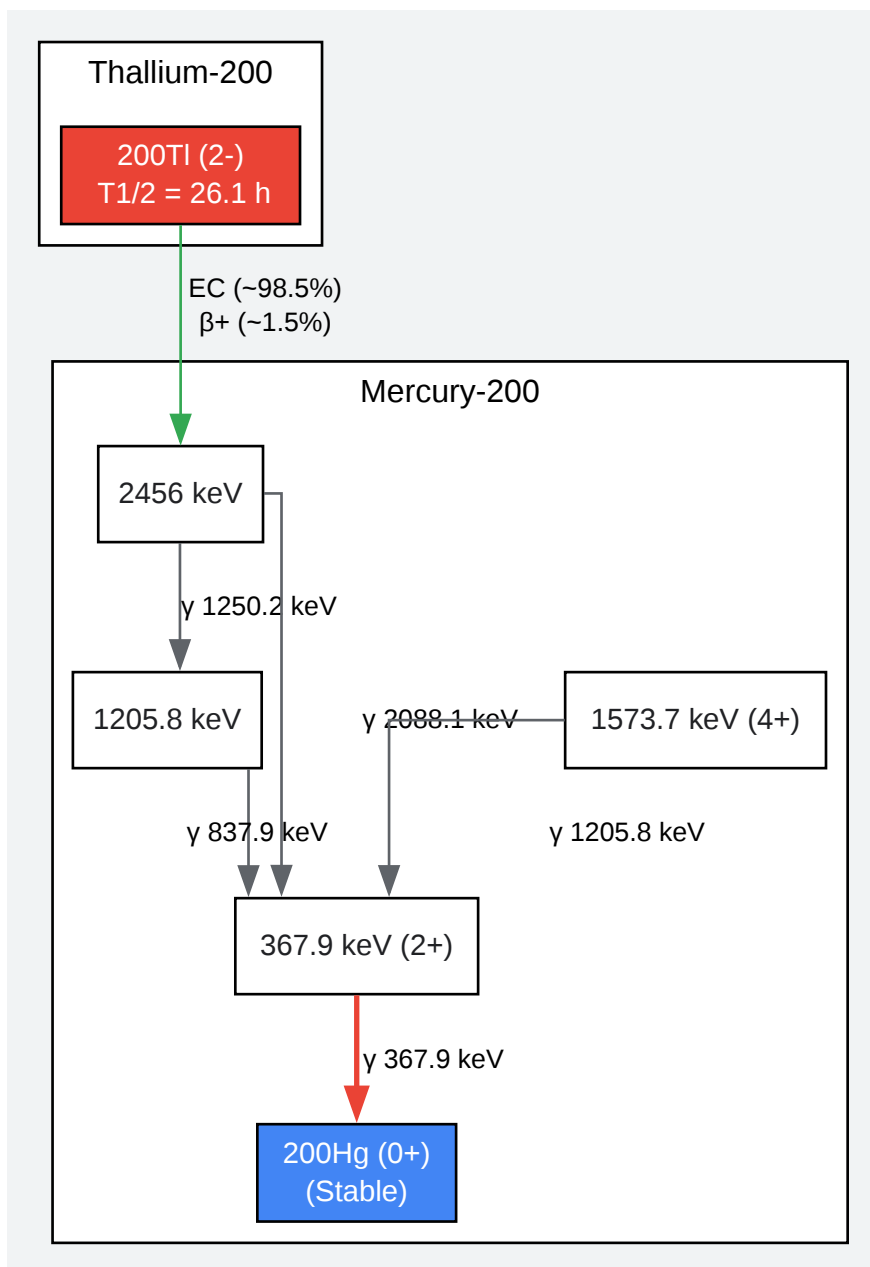 Thallium-200
200Tl (2-)
T1/2 = 26.1 h
EC (~98.5%)
β+ (~1.5%)
Mercury-200
2456 keV
γ 1250.2 keV
1205.8 keV
γ 2088.1 keV
1573.7 keV (4+)
γ 837.9 keV
γ 1205.8 keV
367.9 keV (2+)
γ 367.9 keV
200Hg (0+)
(Stable)